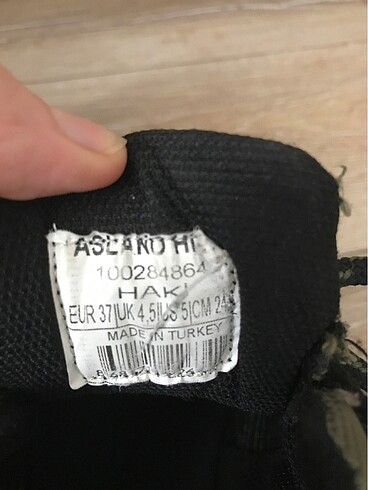 ASLAND HI
100284864
HAKİ
EUR 37|UK 4.5|US 5|CM 24
MADE IN TURKEY